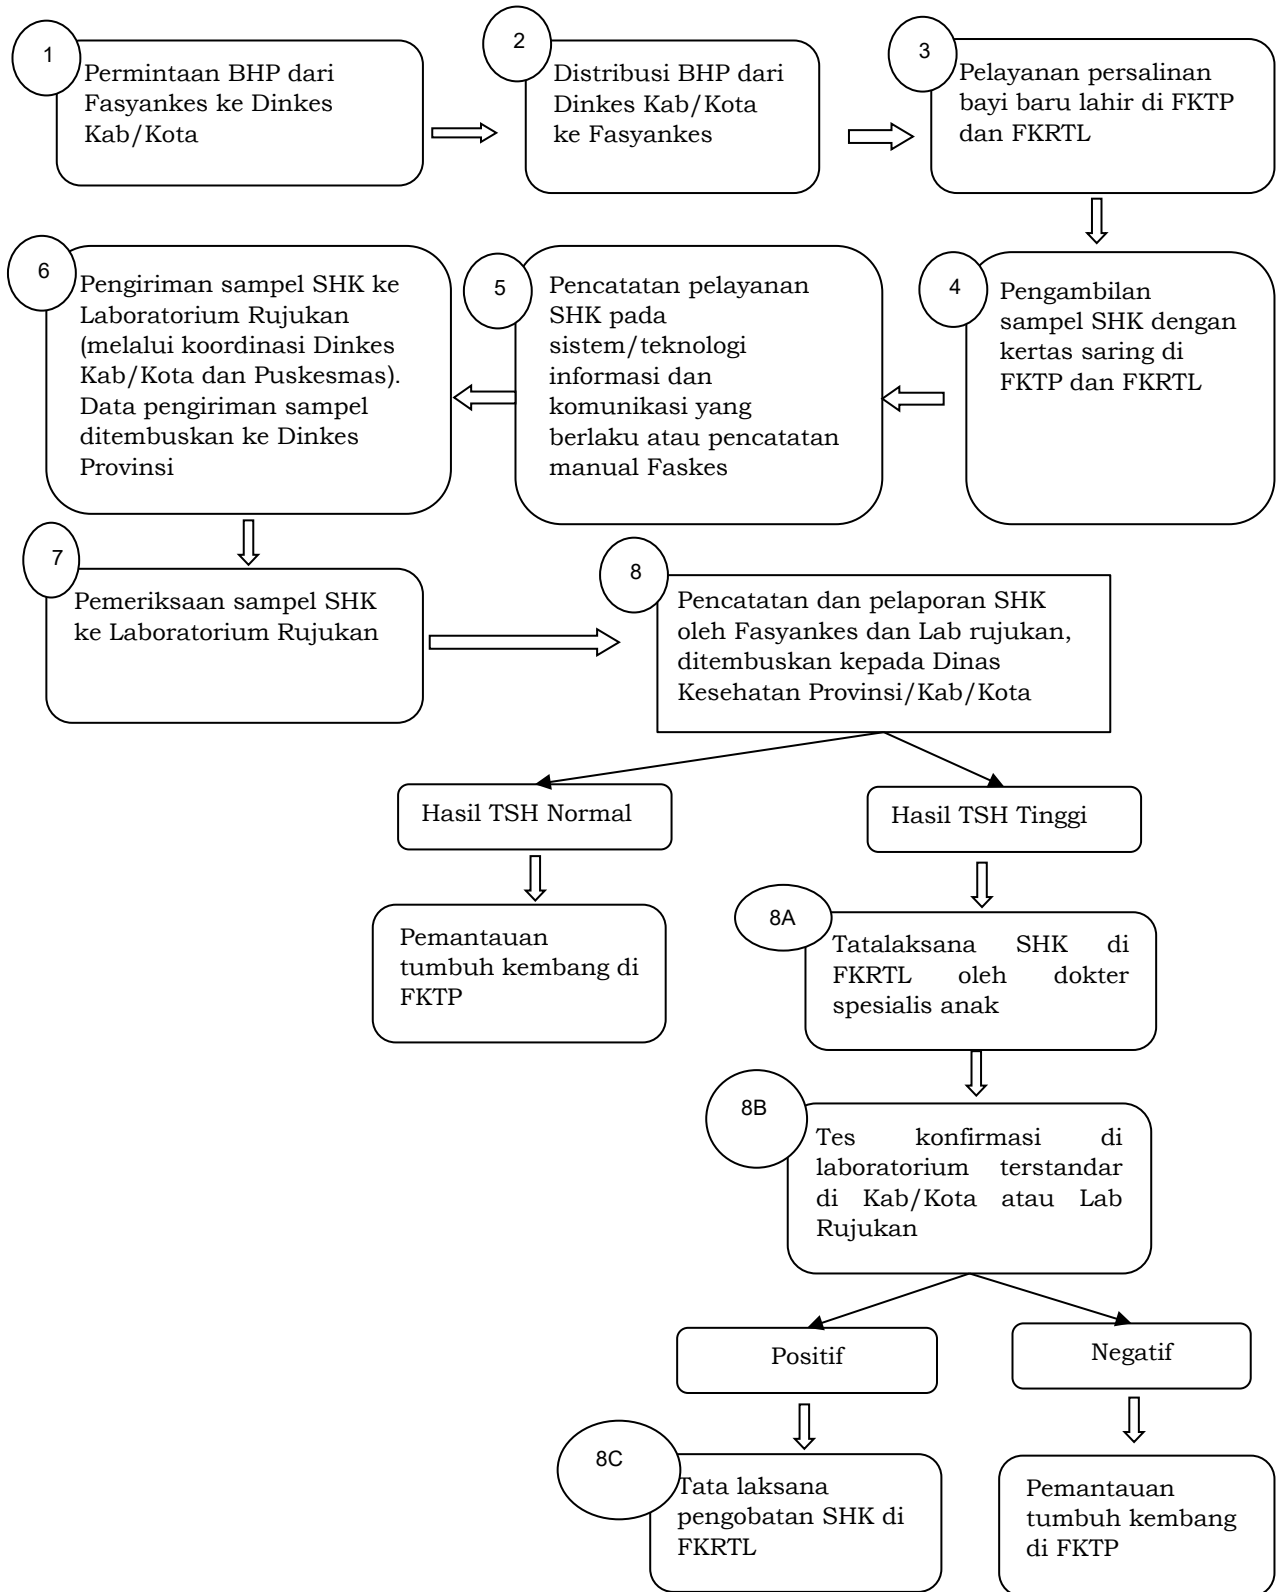 1
Permintaan BHP dari
Fasyankes ke Dinkes
Kab/Kota
2
Distribusi BHP dari
Dinkes Kab/Kota
ke Fasyankes
3
Pelayanan persalinan
bayi baru lahir di FKTP
dan FKRTL
4
Pengambilan
sampel SHK dengan
kertas saring di
FKTP dan FKRTL
5
Pencatatan pelayanan
SHK pada
sistem/teknologi
informasi dan
komunikasi yang
berlaku atau pencatatan
manual Faskes
6
Pengiriman sampel SHK ke
Laboratorium Rujukan
(melalui koordinasi Dinkes
Kab/Kota dan Puskesmas).
Data pengiriman sampel
ditembuskan ke Dinkes
Provinsi
7
Pemeriksaan sampel SHK
ke Laboratorium Rujukan
8
Pencatatan dan pelaporan SHK
oleh Fasyankes dan Lab rujukan,
ditembuskan kepada Dinas
Kesehatan Provinsi/Kab/Kota
Hasil TSH Normal
Hasil TSH Tinggi
Pemantauan
tumbuh kembang di
FKTP
8A
Tatalaksana SHK di
FKRTL oleh dokter
spesialis anak
8B
Tes konfirmasi di
laboratorium terstandar
di Kab/Kota atau Lab
Rujukan
Positif
Negatif
8C
Tata laksana
pengobatan SHK di
FKRTL
Pemantauan
tumbuh kembang
di FKTP